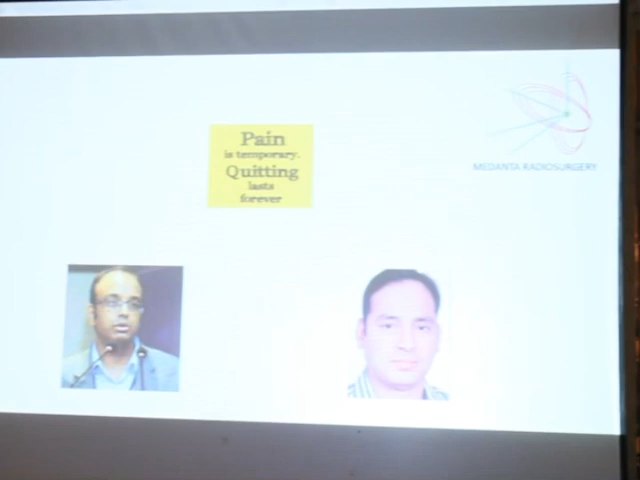 Pain
is temporary.
Quitting
lasts
forever
MEDANTA RADIOSURGERY